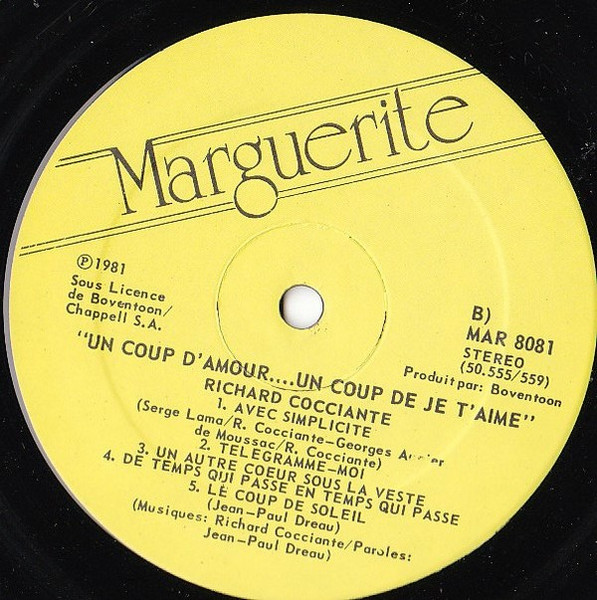 Marguerite
℗1981
Sous Licence
de Boventoon/
Chappell S.A.
B)
MAR 8081
STEREO
(50.555/559)
Produit par: Boventoon
"UN COUP D'AMOUR....UN COUP DE JE T'AIME"
RICHARD COCCIANTE
1. AVEC SIMPLICITE
(Serge Lama/R. Cocciante-Georges
de Moussac/R. Cocciante)
2. TELEGRAMME-MOI
3. UN AUTRE COEUR SOUS LA VESTE
4. DE TEMPS QUI PASSE EN TEMPS QUI PASSE
5. LE COUP DE SOLEIL
(Jean-Paul Dreau)
(Musiques: Richard Cocciante/Paroles:
Jean-Paul Dreau)